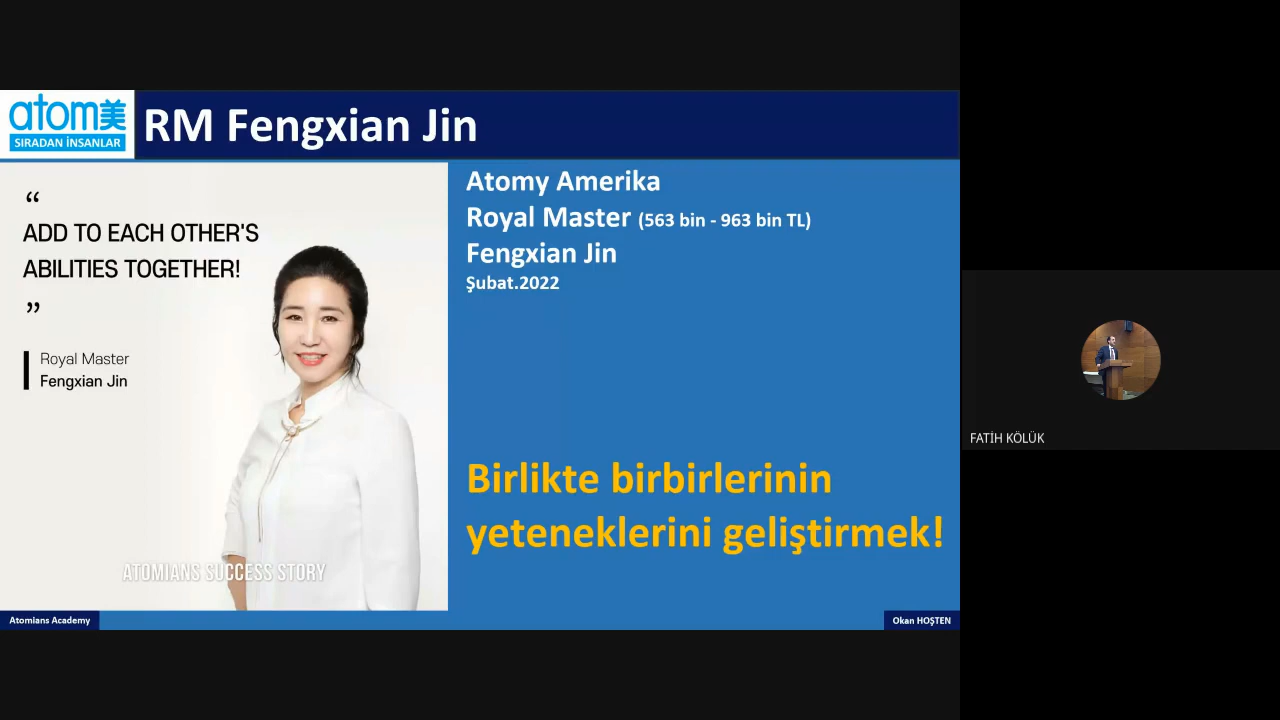 atom美
SIRADAN İNSANLAR
RM Fengxian Jin
“
ADD TO EACH OTHER'S
ABILITIES TOGETHER!
”
Royal Master
Fengxian Jin
ATOMIANS SUCCESS STORY
Atomy Amerika
Royal Master (563 bin - 963 bin TL)
Fengxian Jin
Şubat.2022
Birlikte birbirlerinin
yeteneklerini geliştirmek!
Atomians Academy
Okan HOŞTEN
FATİH KÖLÜK